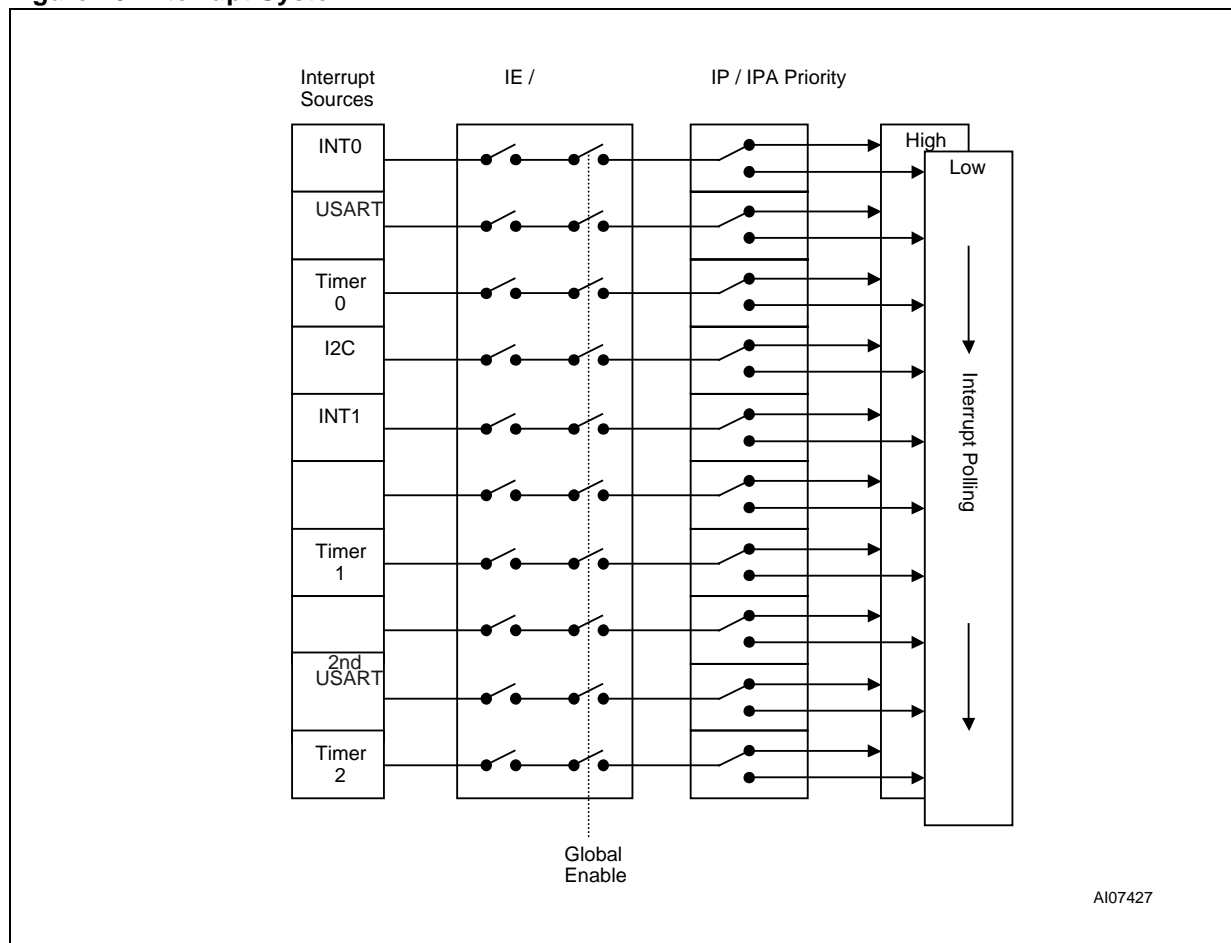 Interrupt
Sources
IE /
IP / IPA Priority
INT0
High
Low
USART
Timer
0
I2C
INT1
Interrupt Polling
Timer
1
2nd
USART
Timer
2
Global
Enable
AI07427